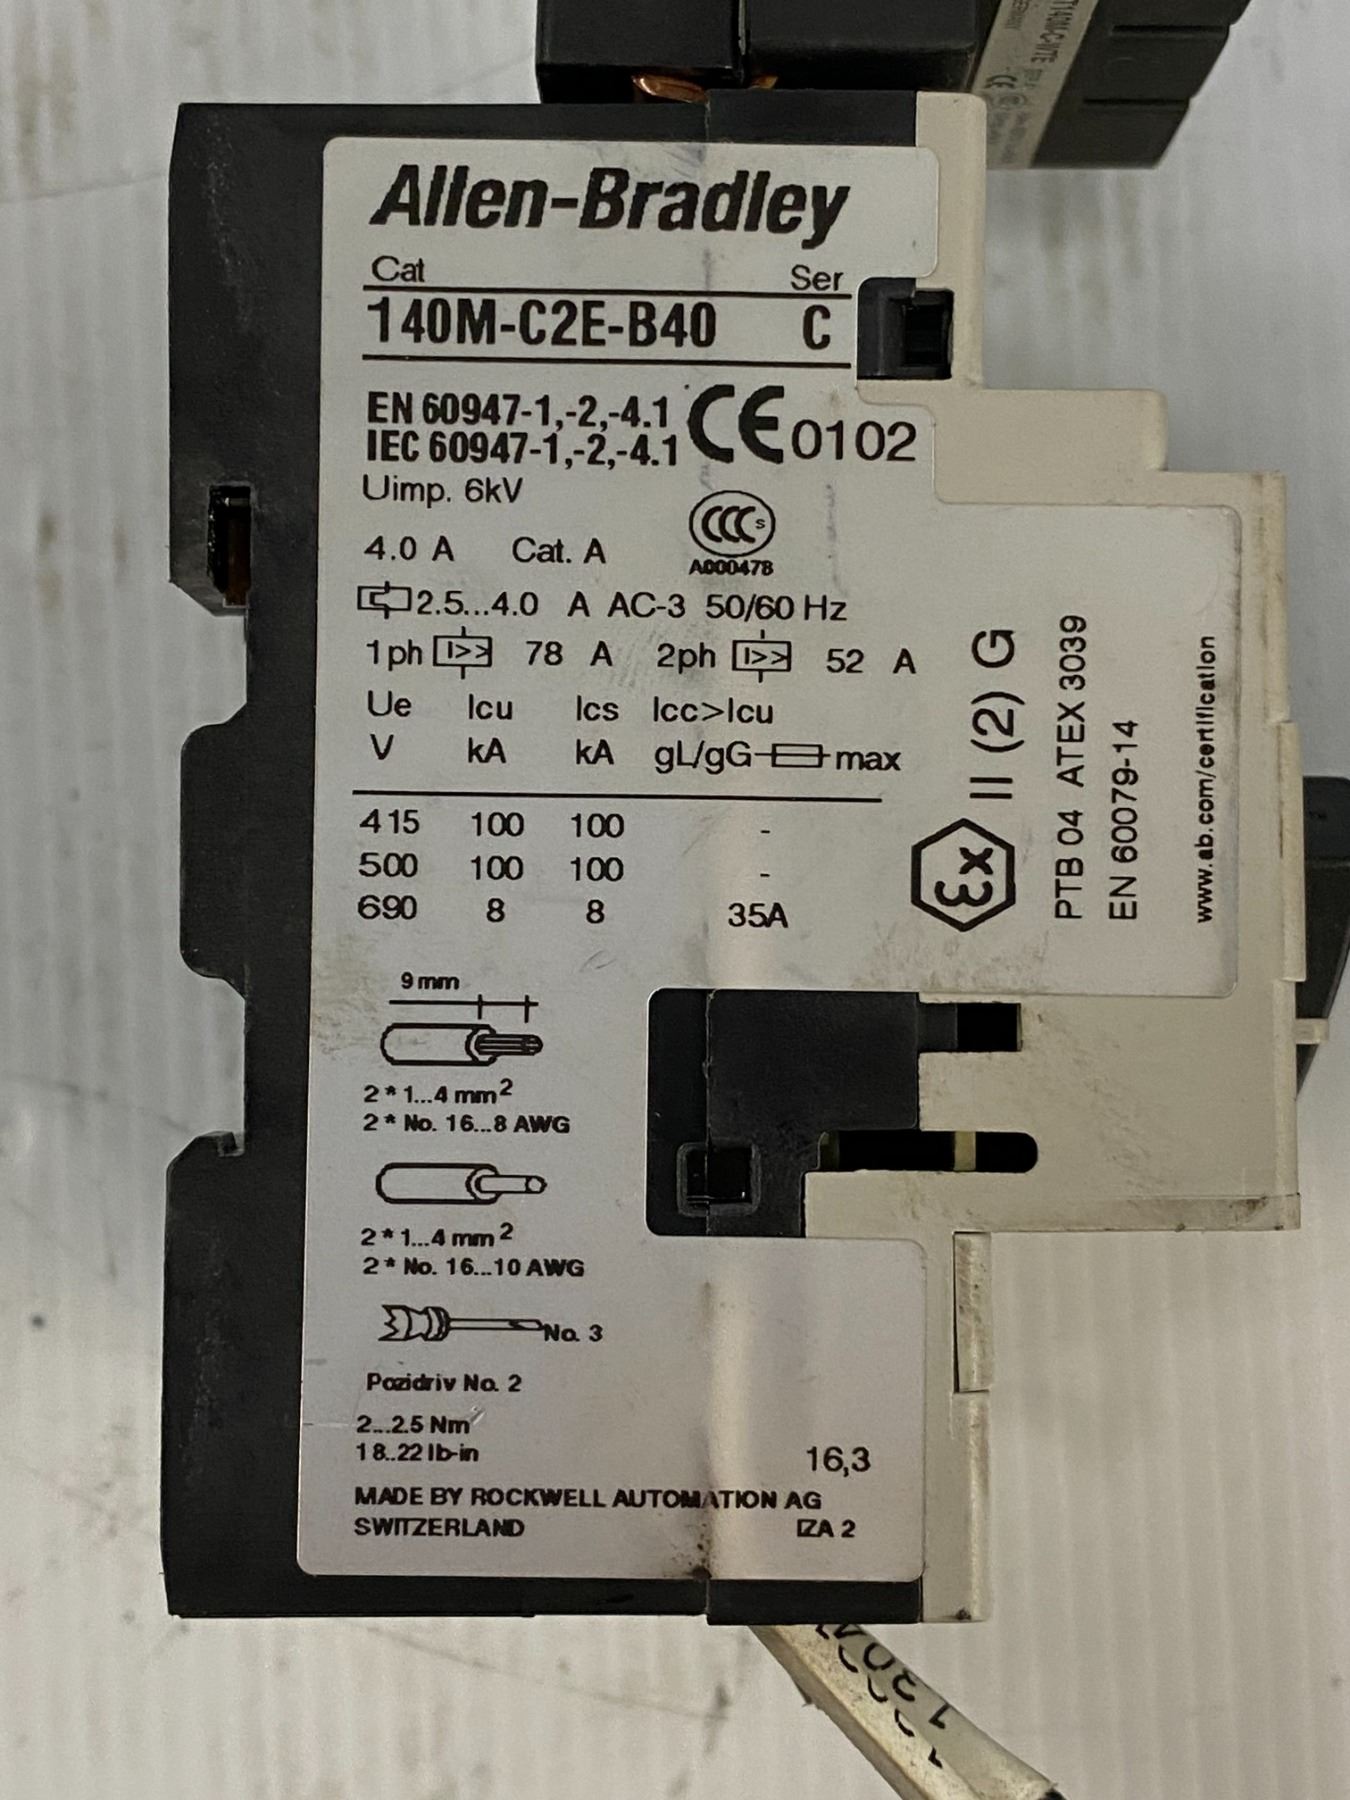 Allen-Bradley
Cat Ser
140M-C2E-B40 C
EN 60947-1,-2,-4.1
IEC 60947-1,-2,-4.1
CE 0102
Uimp. 6kV
CCC s
A000478
4.0 A Cat. A
2.5...4.0 A AC-3 50/60 Hz
1ph I>> 78 A 2ph I>> 52 A
Ue Icu Ics Icc>Icu
V kA kA gL/gG max
415 100 100 -
500 100 100 -
690 8 8 35A
Ex II (2) G
PTB 04 ATEX 3039
EN 60079-14
www.ab.com/certification
9 mm
2 * 1...4 mm2
2 * No. 16...8 AWG
2 * 1...4 mm2
2 * No. 16...10 AWG
No. 3
Pozidriv No. 2
2...2.5 Nm
18..22 lb-in
16,3
MADE BY ROCKWELL AUTOMATION AG
SWITZERLAND IZA 2